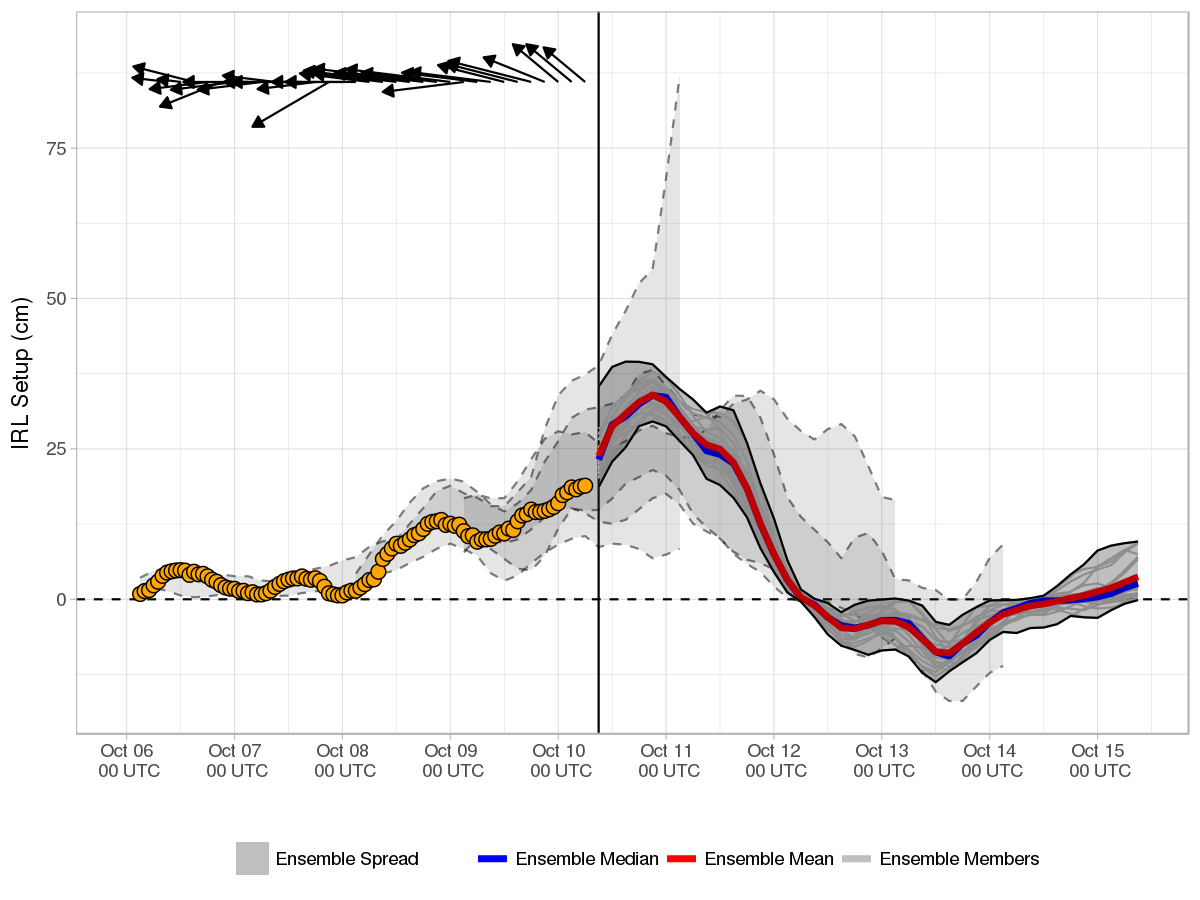 IRL Setup (cm)
75
50
25
0
Oct 06 Oct 07 Oct 08 Oct 09 Oct 10 Oct 11 Oct 12 Oct 13 Oct 14 Oct 15
00 UTC 00 UTC 00 UTC 00 UTC 00 UTC 00 UTC 00 UTC 00 UTC 00 UTC 00 UTC
Ensemble Spread Ensemble Median Ensemble Mean Ensemble Members